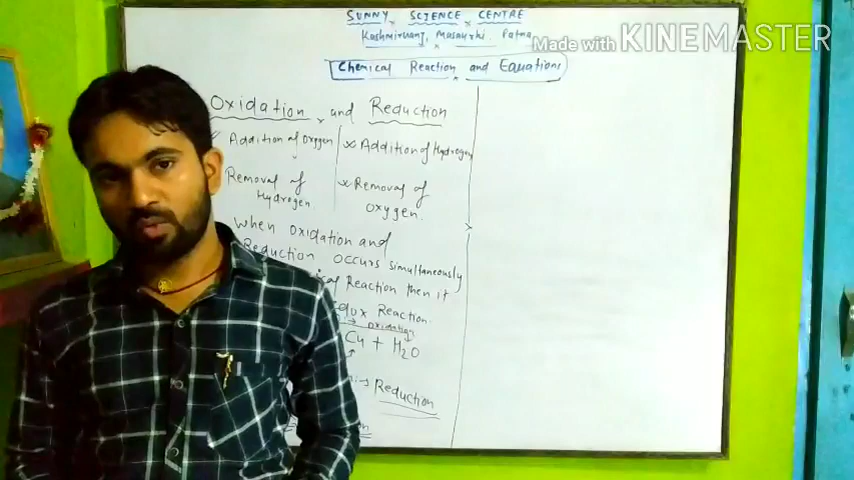 SUNNY SCIENCE CENTRE
Kashmirganj, Masaurhi Patna
Made with KINEMASTER
Chemical Reaction and Equations
Oxidation and Reduction
Addition of Oxygen
* Addition of Hydrogen
Removal of Hydrogen
* Removal of Oxygen.
When oxidation and
Reduction occurs simultaneously
Reaction then it
Reaction.
oxidation
Cu + H2O
Reduction